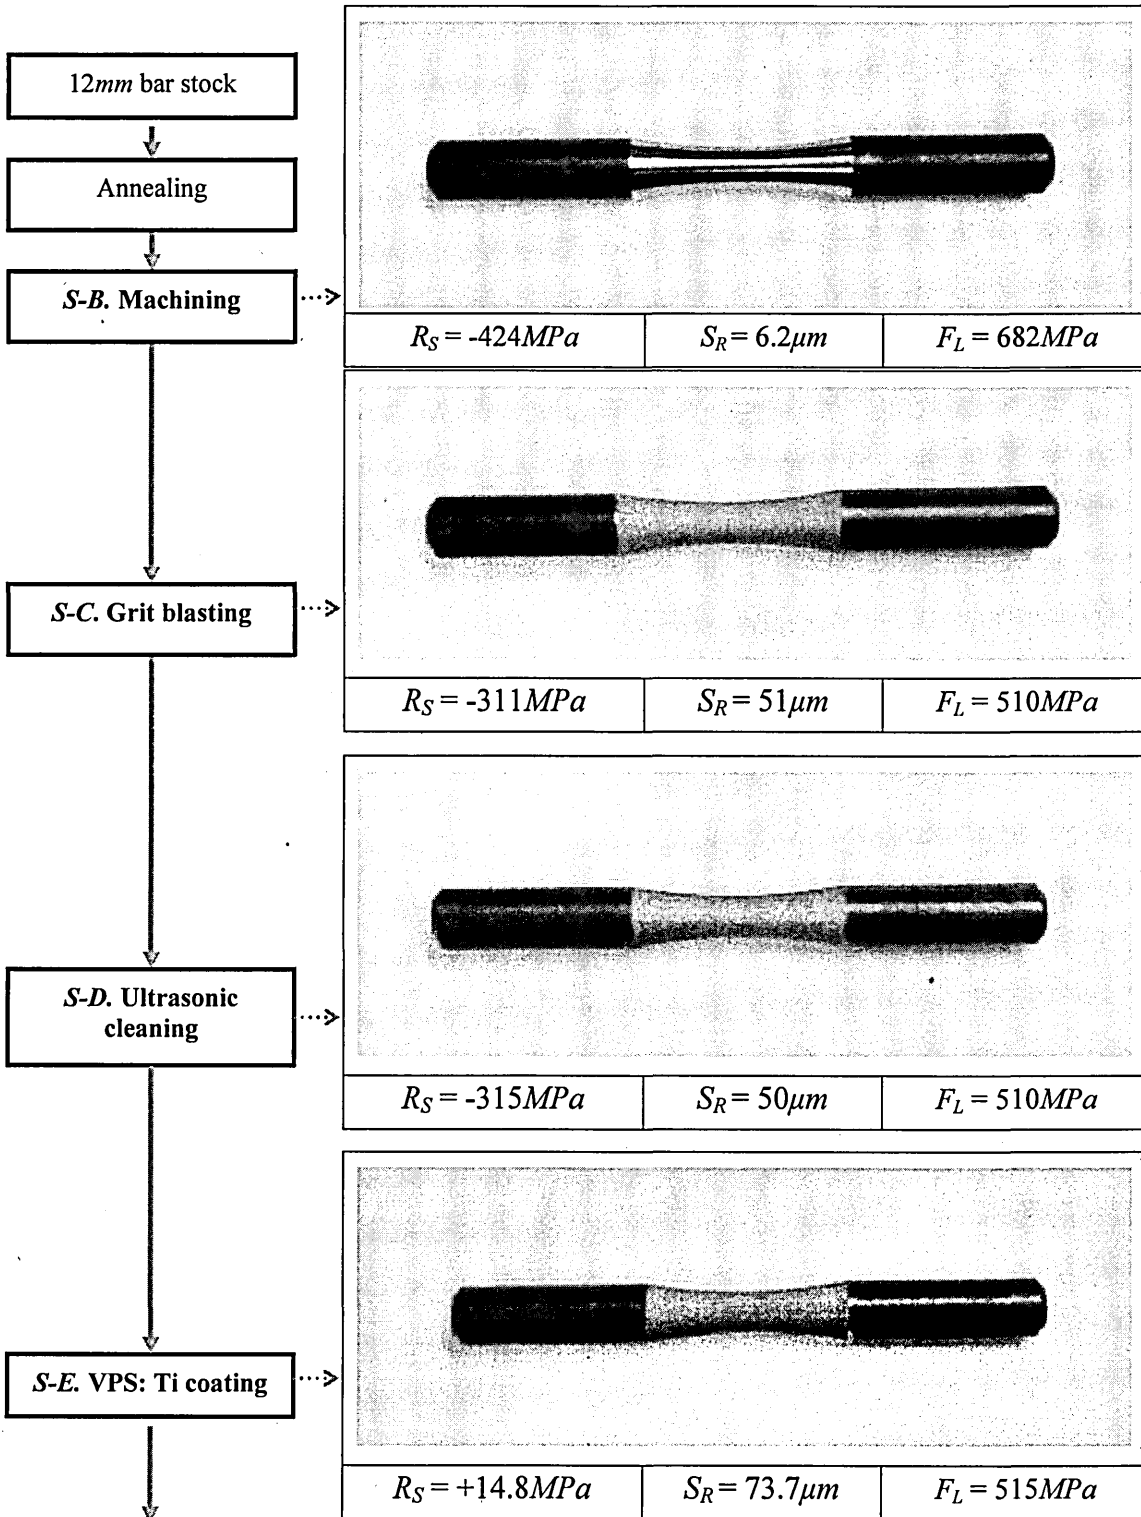 12mm bar stock
Annealing
S-B. Machining
R_S = -424MPa
S_R = 6.2μm
F_L = 682MPa
S-C. Grit blasting
R_S = -311MPa
S_R = 51μm
F_L = 510MPa
S-D. Ultrasonic
cleaning
R_S = -315MPa
S_R = 50μm
F_L = 510MPa
S-E. VPS: Ti coating
R_S = +14.8MPa
S_R = 73.7μm
F_L = 515MPa